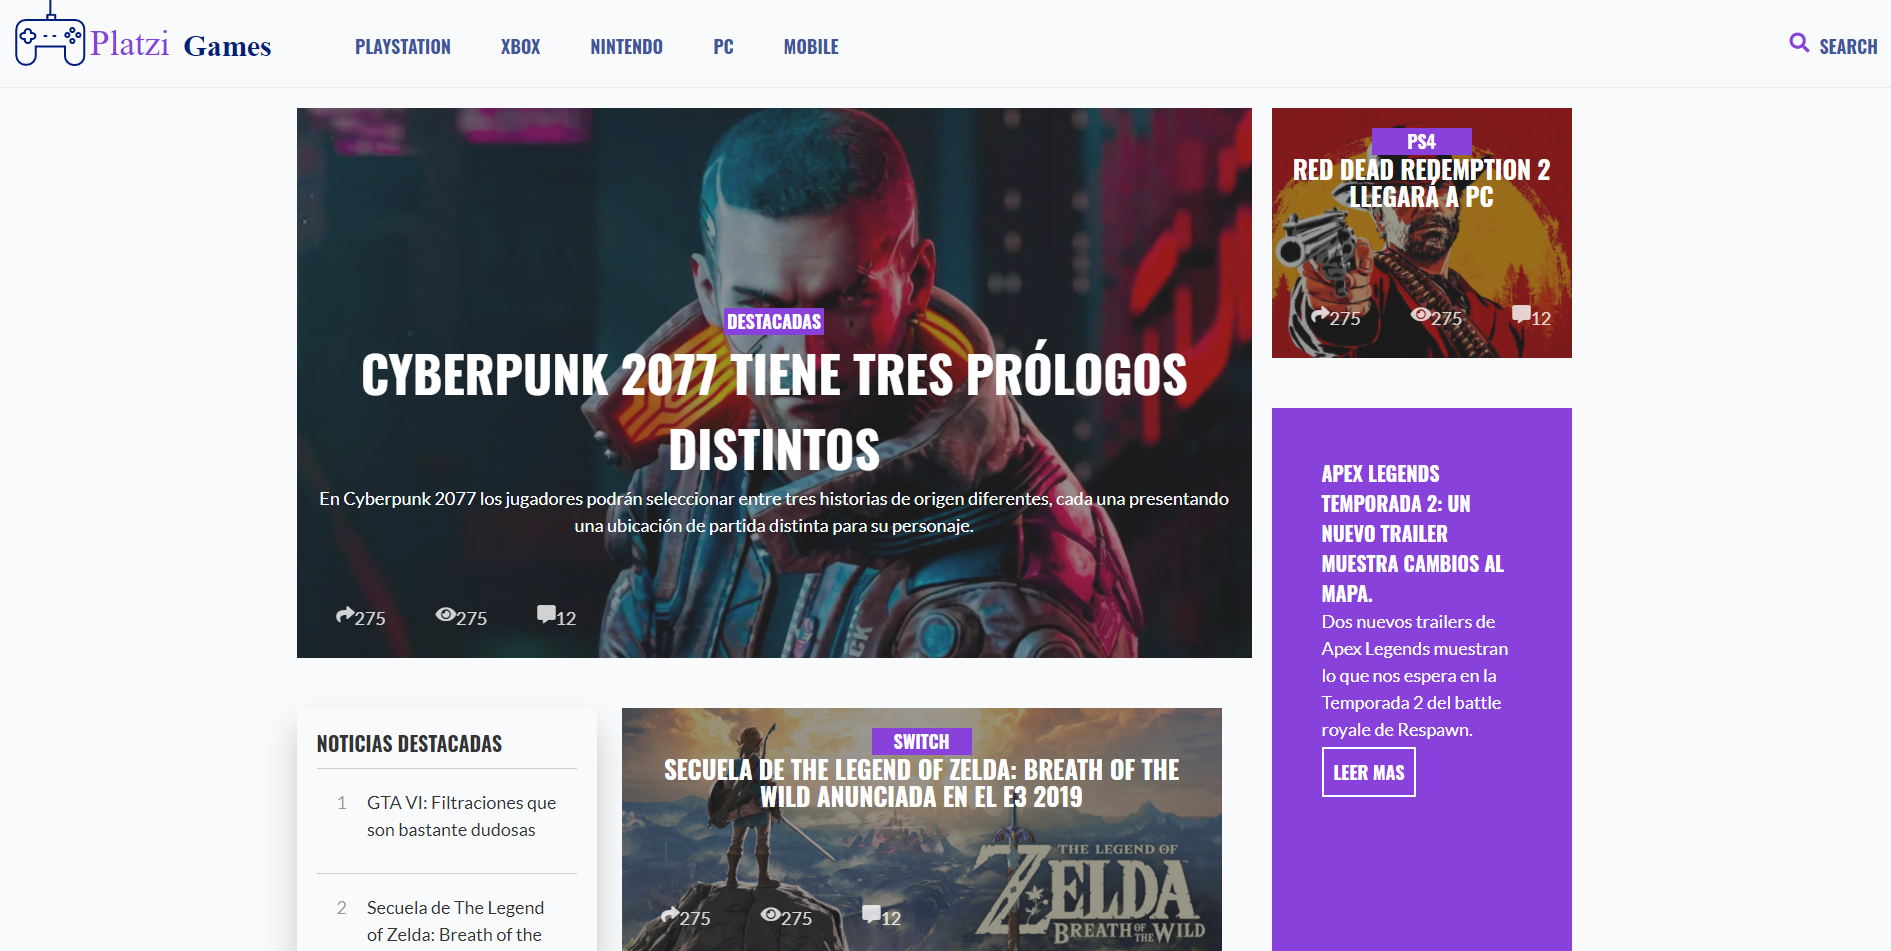 Platzi Games
PLAYSTATION
XBOX
NINTENDO
PC
MOBILE
SEARCH
DESTACADAS
CYBERPUNK 2077 TIENE TRES PRÓLOGOS
DISTINTOS
En Cyberpunk 2077 los jugadores podrán seleccionar entre tres historias de origen diferentes, cada una presentando
una ubicación de partida distinta para su personaje.
275
275
12
PS4
RED DEAD REDEMPTION 2
LLEGARÁ A PC
275
275
12
APEX LEGENDS
TEMPORADA 2: UN
NUEVO TRAILER
MUESTRA CAMBIOS AL
MAPA.
Dos nuevos trailers de
Apex Legends muestran
lo que nos espera en la
Temporada 2 del battle
royale de Respawn.
LEER MAS
NOTICIAS DESTACADAS
1 GTA VI: Filtraciones que
son bastante dudosas
2 Secuela de The Legend
of Zelda: Breath of the
SWITCH
SECUELA DE THE LEGEND OF ZELDA: BREATH OF THE
WILD ANUNCIADA EN EL E3 2019
THE LEGEND OF
ZELDA
BREATH OF THE WILD
275
275
12